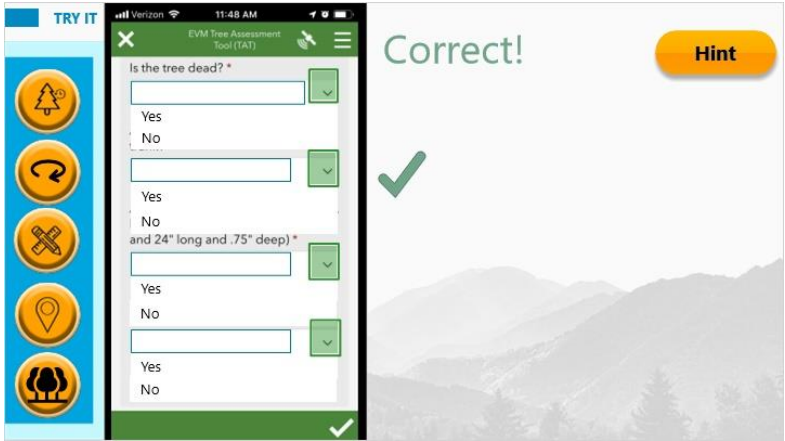 TRY IT
Verizon 11:48 AM
EVM Tree Assessment
Tool (TAT)
Is the tree dead? *
Yes
No
Yes
No
and 24" long and .75" deep) *
Yes
No
Yes
No
Correct!
Hint